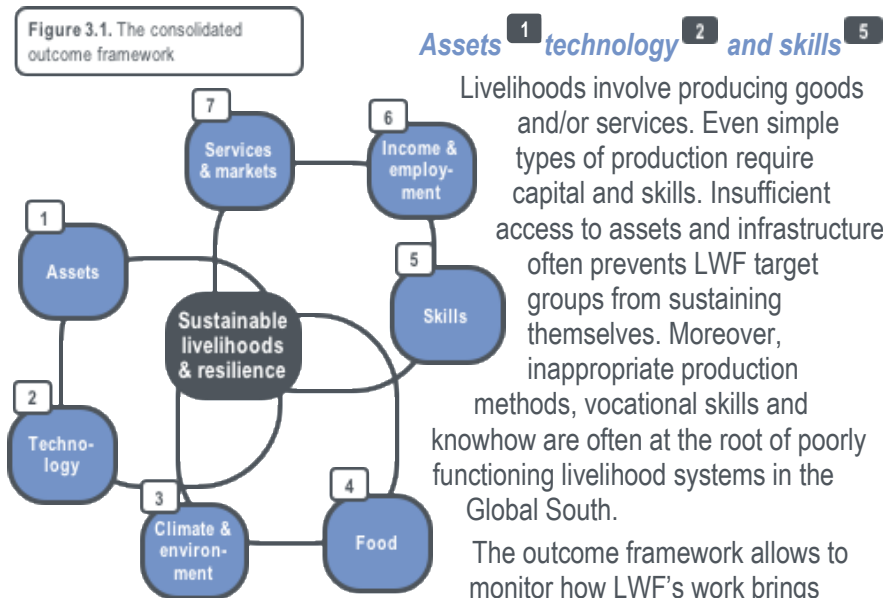 Figure 3.1. The consolidated
outcome framework
7
Services
& markets
6
Income &
employ-
ment
1
Assets
5
Skills
Sustainable
livelihoods
& resilience
2
Techno-
logy
3
Climate &
environ-
ment
4
Food
Assets 1 technology 2 and skills 5
Livelihoods involve producing goods
and/or services. Even simple
types of production require
capital and skills. Insufficient
access to assets and infrastructure
often prevents LWF target
groups from sustaining
themselves. Moreover,
inappropriate production
methods, vocational skills and
knowhow are often at the root of poorly
functioning livelihood systems in the
Global South.
The outcome framework allows to
monitor how LWF's work brings